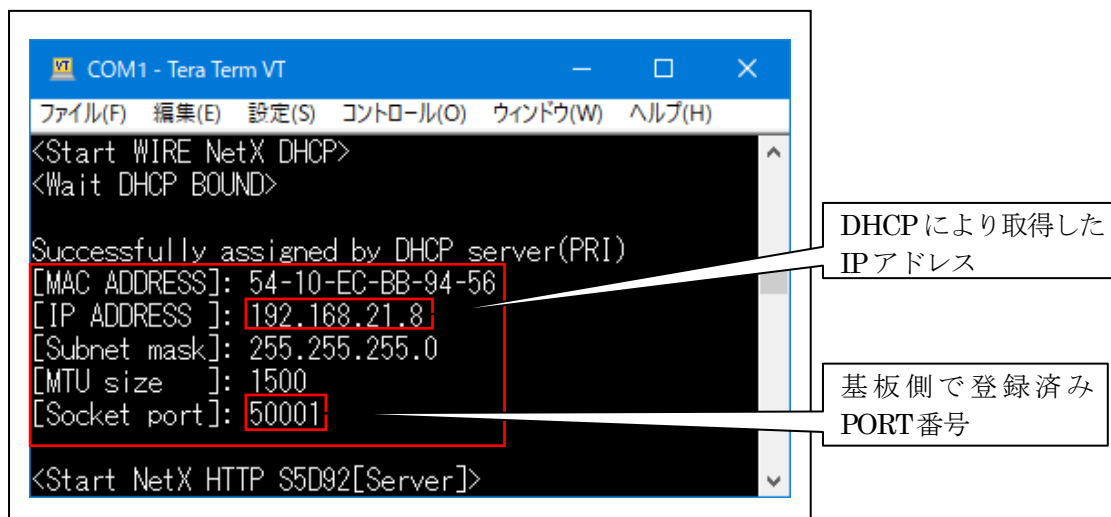 COM1 - Tera Term VT
ファイル(F) 編集(E) 設定(S) コントロール(O) ウィンドウ(W) ヘルプ(H)
<Start WIRE NetX DHCP>
<Wait DHCP BOUND>
Successfully assigned by DHCP server(PRI)
[MAC ADDRESS]: 54-10-EC-BB-94-56
[IP ADDRESS ]: 192.168.21.8
[Subnet mask]: 255.255.255.0
[MTU size   ]: 1500
[Socket port]: 50001
<Start NetX HTTP S5D92[Server]>
DHCPにより取得した
IPアドレス
基板側で登録済み
PORT番号